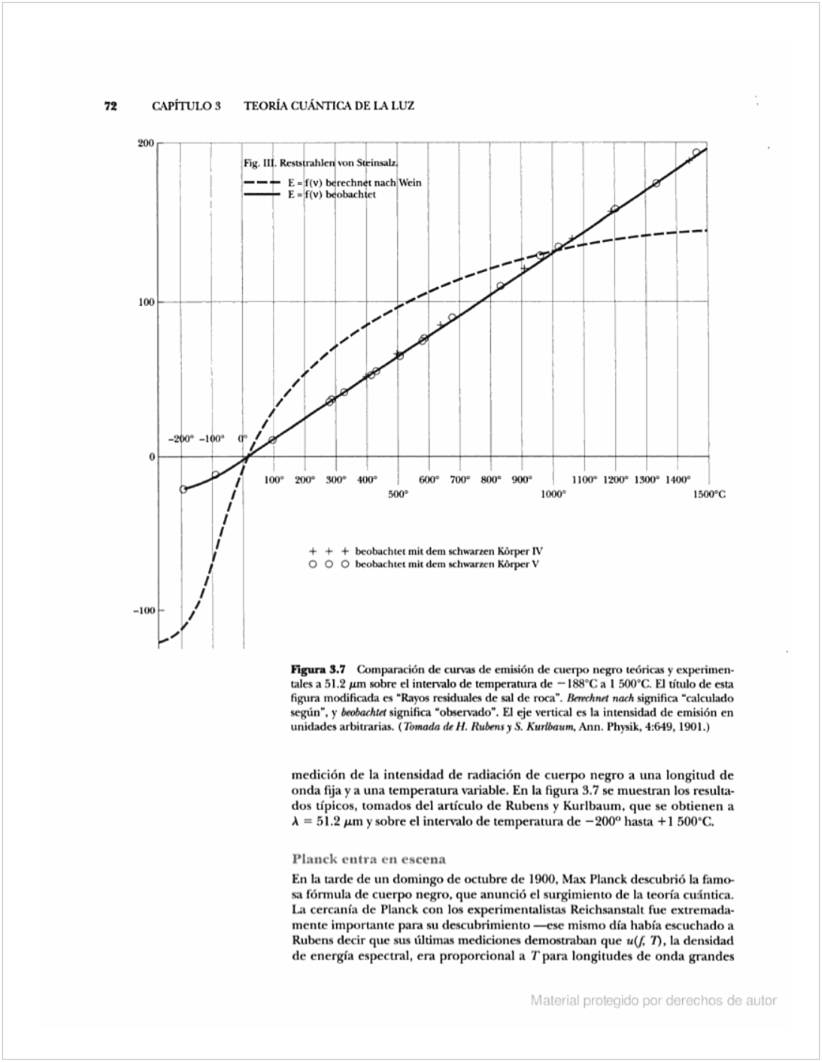 72 CAPÍTULO 3 TEORÍA CUÁNTICA DE LA LUZ
200
Fig. III. Reststrahlen von Steinsalz.
E = f(v) berechnet nach Wein
E = f(v) beobachtet
100
-200° -100° 0°
0
100° 200° 300° 400° 600° 700° 800° 900° 1100° 1200° 1300° 1400°
500° 1000° 1500°C
+ + + beobachtet mit dem schwarzen Körper IV
O O O beobachtet mit dem schwarzen Körper V
-100
Figura 3.7 Comparación de curvas de emisión de cuerpo negro teóricas y experimen-
tales a 51.2 μm sobre el intervalo de temperatura de −188°C a 1 500°C. El título de esta
figura modificada es "Rayos residuales de sal de roca". Berechnet nach significa "calculado
según", y beobachtet significa "observado". El eje vertical es la intensidad de emisión en
unidades arbitrarias. (Tomada de H. Rubens y S. Kurlbaum, Ann. Physik, 4:649, 1901.)
medición de la intensidad de radiación de cuerpo negro a una longitud de
onda fija y a una temperatura variable. En la figura 3.7 se muestran los resulta-
dos típicos, tomados del artículo de Rubens y Kurlbaum, que se obtienen a
λ = 51.2 μm y sobre el intervalo de temperatura de −200° hasta +1 500°C.
Planck entra en escena
En la tarde de un domingo de octubre de 1900, Max Planck descubrió la famo-
sa fórmula de cuerpo negro, que anunció el surgimiento de la teoría cuántica.
La cercanía de Planck con los experimentalistas Reichsanstalt fue extremada-
mente importante para su descubrimiento —ese mismo día había escuchado a
Rubens decir que sus últimas mediciones demostraban que u(f, T), la densidad
de energía espectral, era proporcional a T para longitudes de onda grandes
Material protegido por derechos de autor